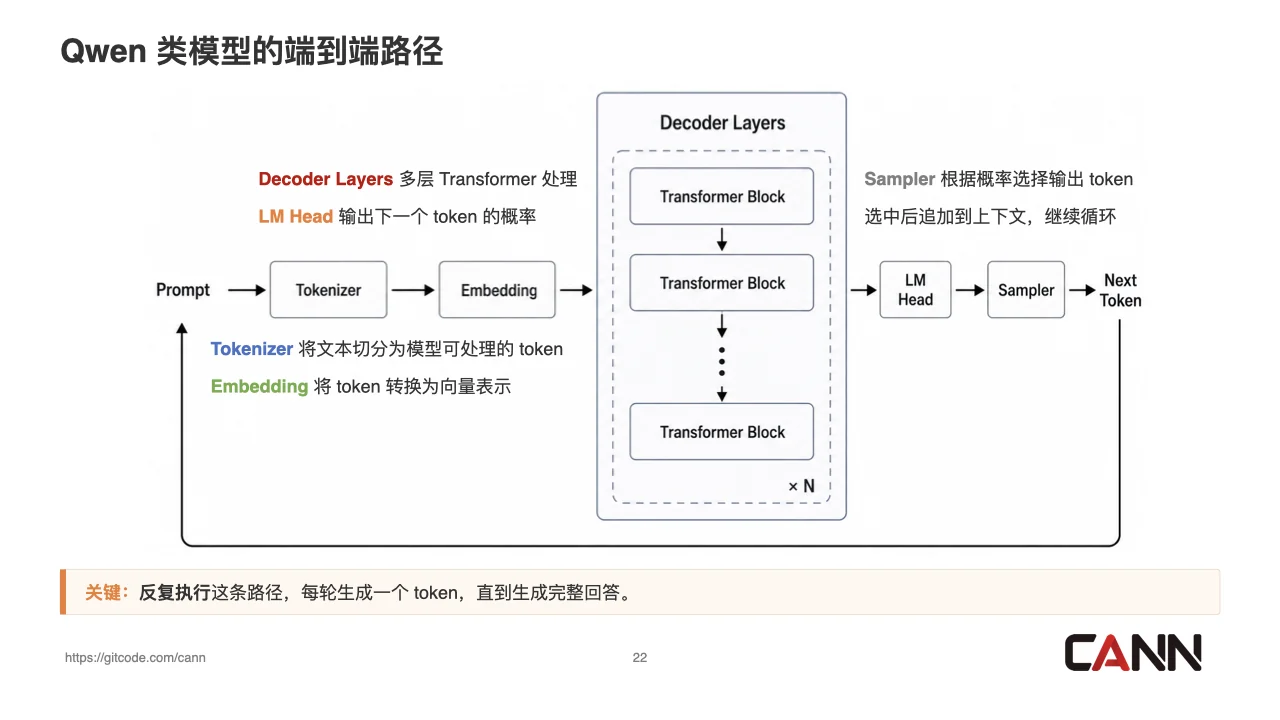 Qwen 类模型的端到端路径
Decoder Layers
Decoder Layers 多层 Transformer 处理
LM Head 输出下一个 token 的概率
Transformer Block
Transformer Block
Transformer Block
× N
Sampler 根据概率选择输出 token
选中后追加到上下文，继续循环
Prompt
Tokenizer
Embedding
LM
Head
Sampler
Next
Token
Tokenizer 将文本切分为模型可处理的 token
Embedding 将 token 转换为向量表示
关键：反复执行这条路径，每轮生成一个 token，直到生成完整回答。
https://gitcode.com/cann
22
CANN